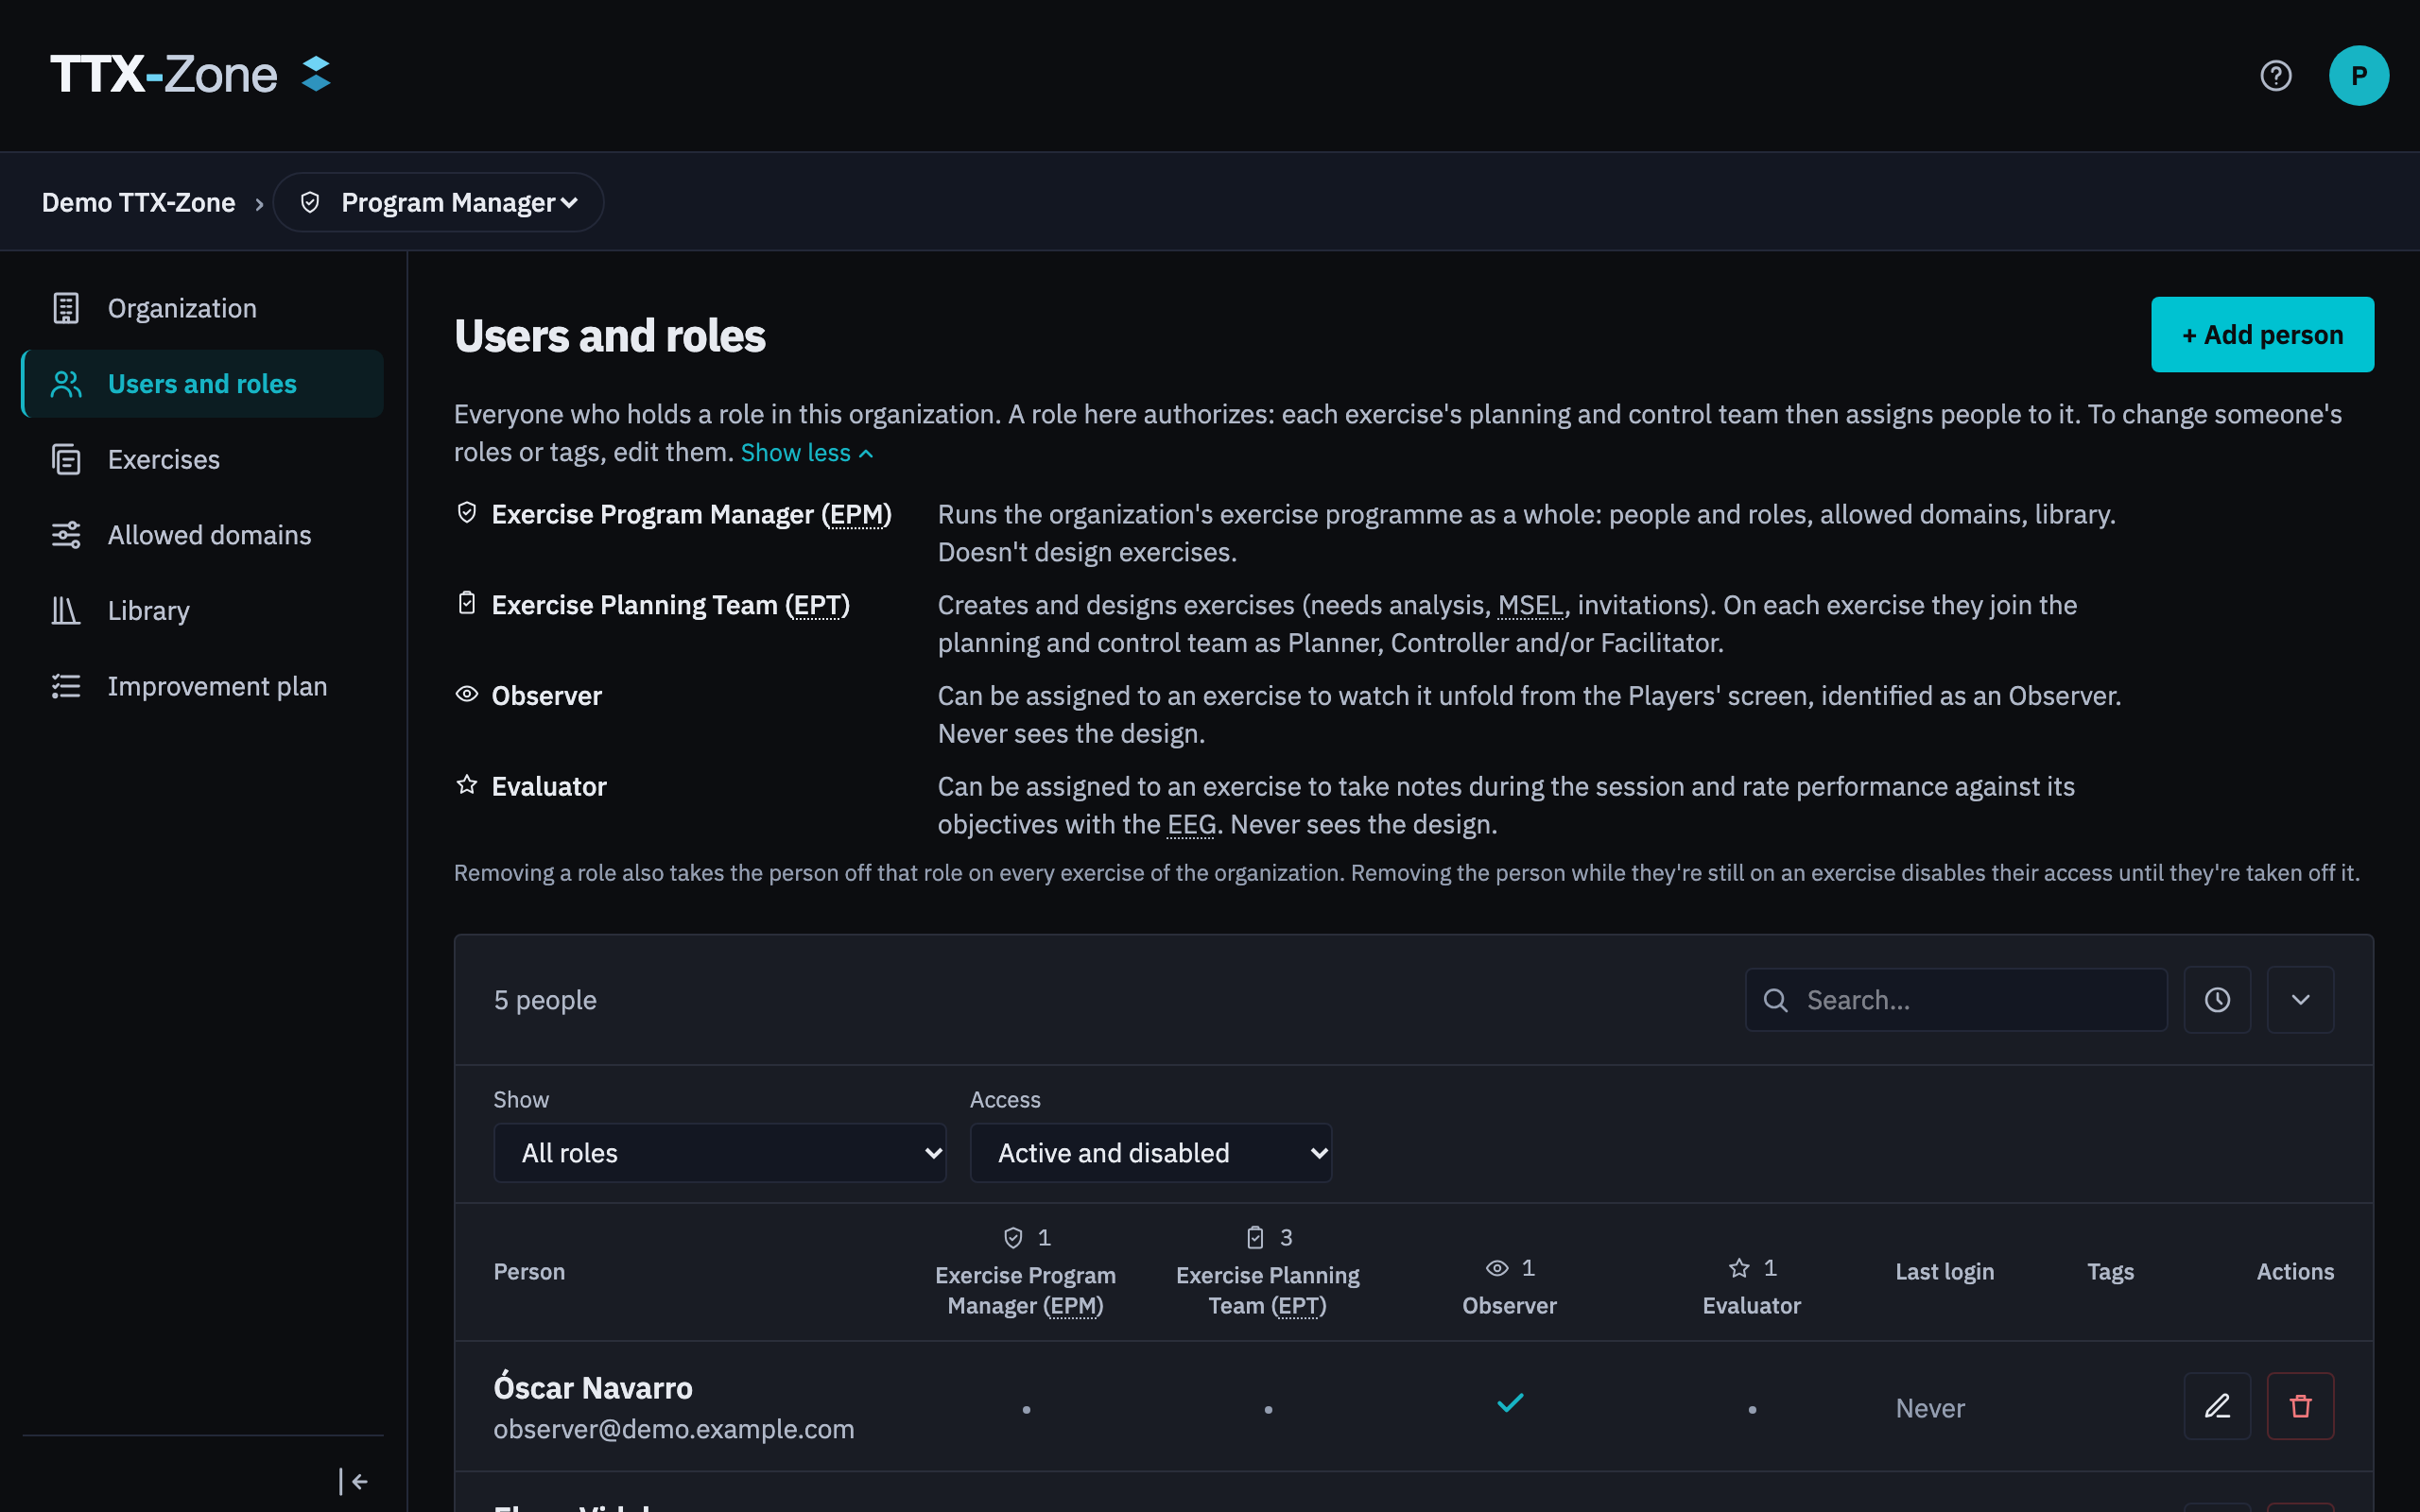 TTX-Zone
P
Demo TTX-Zone › Program Manager
Organization
Users and roles
Exercises
Allowed domains
Library
Improvement plan
Users and roles
+ Add person
Everyone who holds a role in this organization. A role here authorizes: each exercise's planning and control team then assigns people to it. To change someone's
roles or tags, edit them. Show less
Exercise Program Manager (EPM)
Runs the organization's exercise programme as a whole: people and roles, allowed domains, library.
Doesn't design exercises.
Exercise Planning Team (EPT)
Creates and designs exercises (needs analysis, MSEL, invitations). On each exercise they join the
planning and control team as Planner, Controller and/or Facilitator.
Observer
Can be assigned to an exercise to watch it unfold from the Players' screen, identified as an Observer.
Never sees the design.
Evaluator
Can be assigned to an exercise to take notes during the session and rate performance against its
objectives with the EEG. Never sees the design.
Removing a role also takes the person off that role on every exercise of the organization. Removing the person while they're still on an exercise disables their access until they're taken off it.
5 people
Search...
Show
Access
All roles
Active and disabled
Person
1
Exercise Program
Manager (EPM)
3
Exercise Planning
Team (EPT)
1
Observer
1
Evaluator
Last login
Tags
Actions
Óscar Navarro
observer@demo.example.com
Never